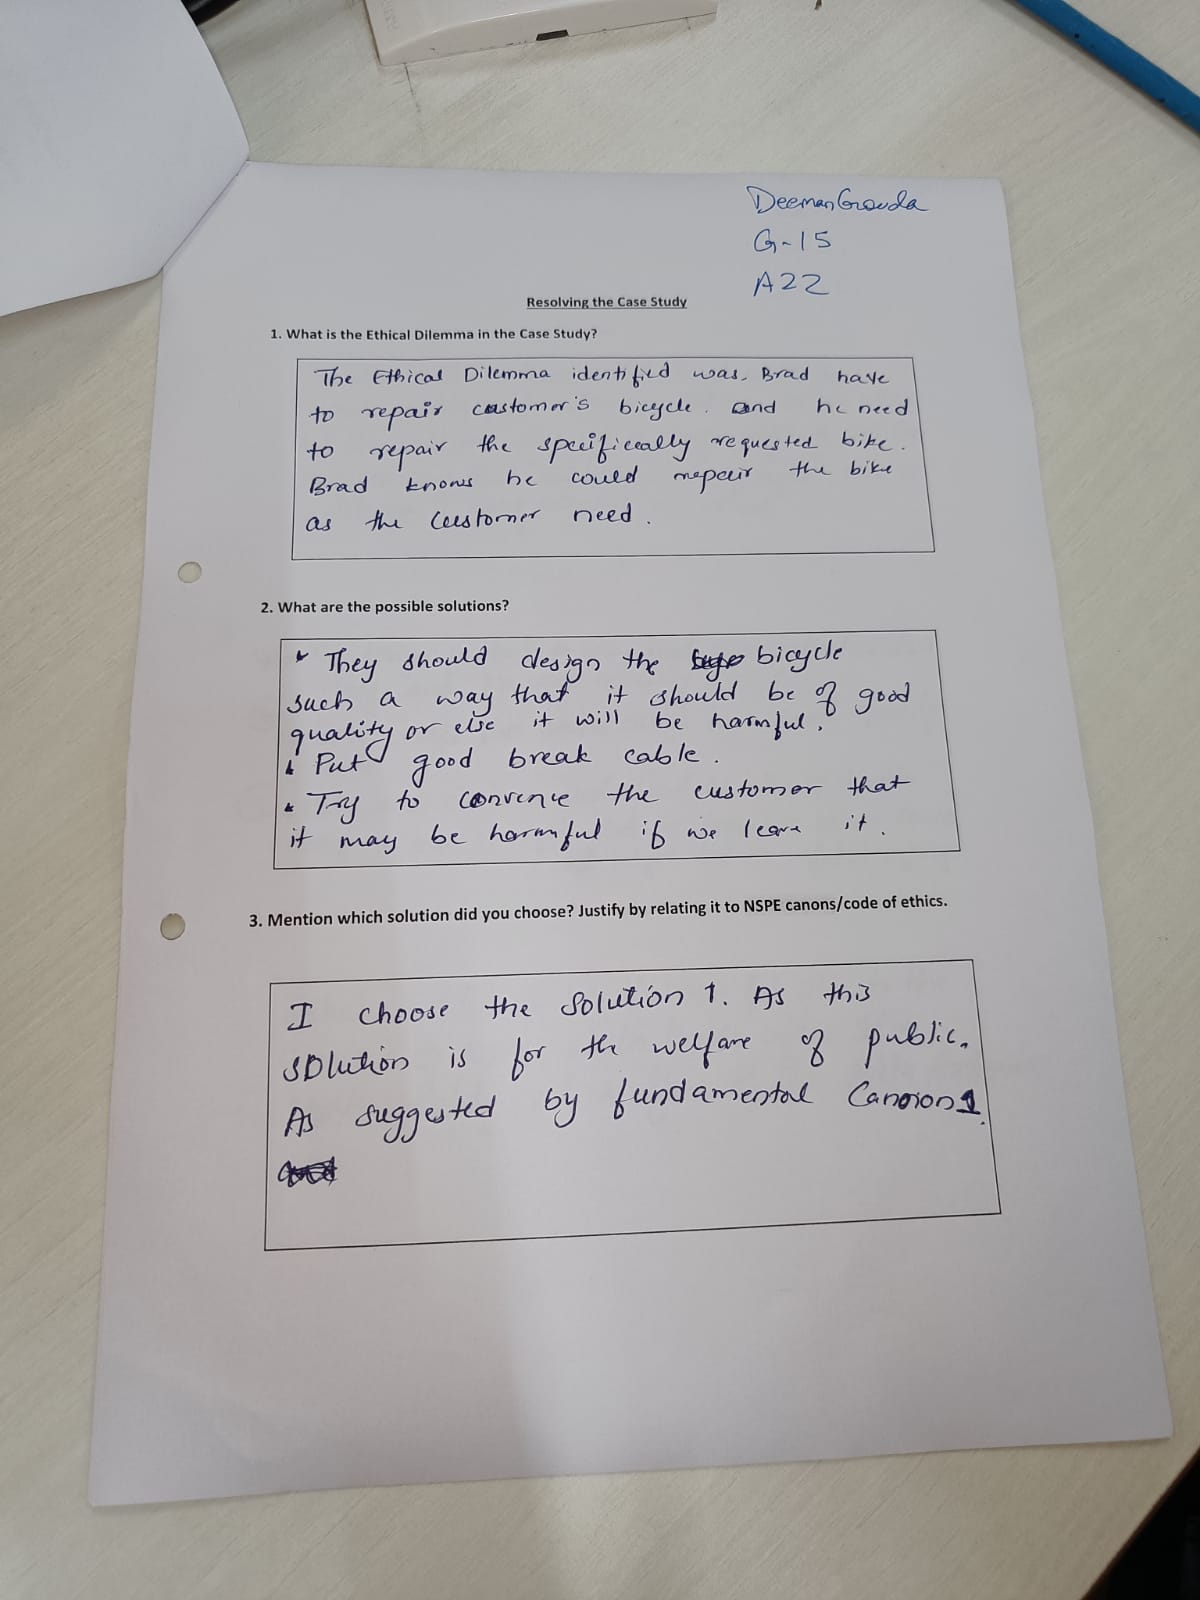 Deeman Gowda
G-15
A22
Resolving the Case Study
1. What is the Ethical Dilemma in the Case Study?
The Ethical Dilemma identified was, Brad have
to repair customer's bicycle. and he need
to repair the specificeally requested bike.
Brad knows he could repair the bike
as the customer need.
2. What are the possible solutions?
* They should design the bicycle
such a way that it should be of good
quality or else it will be harmful.
* Put good break cable.
* Try to convence the customer that
it may be harmful if we leave it.
3. Mention which solution did you choose? Justify by relating it to NSPE canons/code of ethics.
I choose the solution 1. As this
solution is for the welfare of public.
As suggested by fundamental Canoion 1.